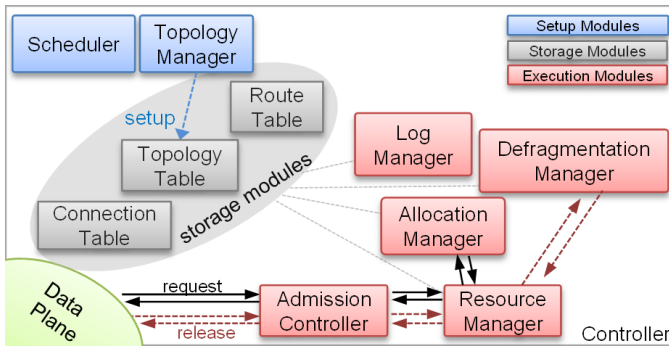 Scheduler
Topology
Manager
Setup Modules
Storage Modules
Execution Modules
setup
Route
Table
Topology
Table
Connection
Table
storage modules
Log
Manager
Defragmentation
Manager
Allocation
Manager
Data
Plane
request
release
Admission
Controller
Resource
Manager
Controller